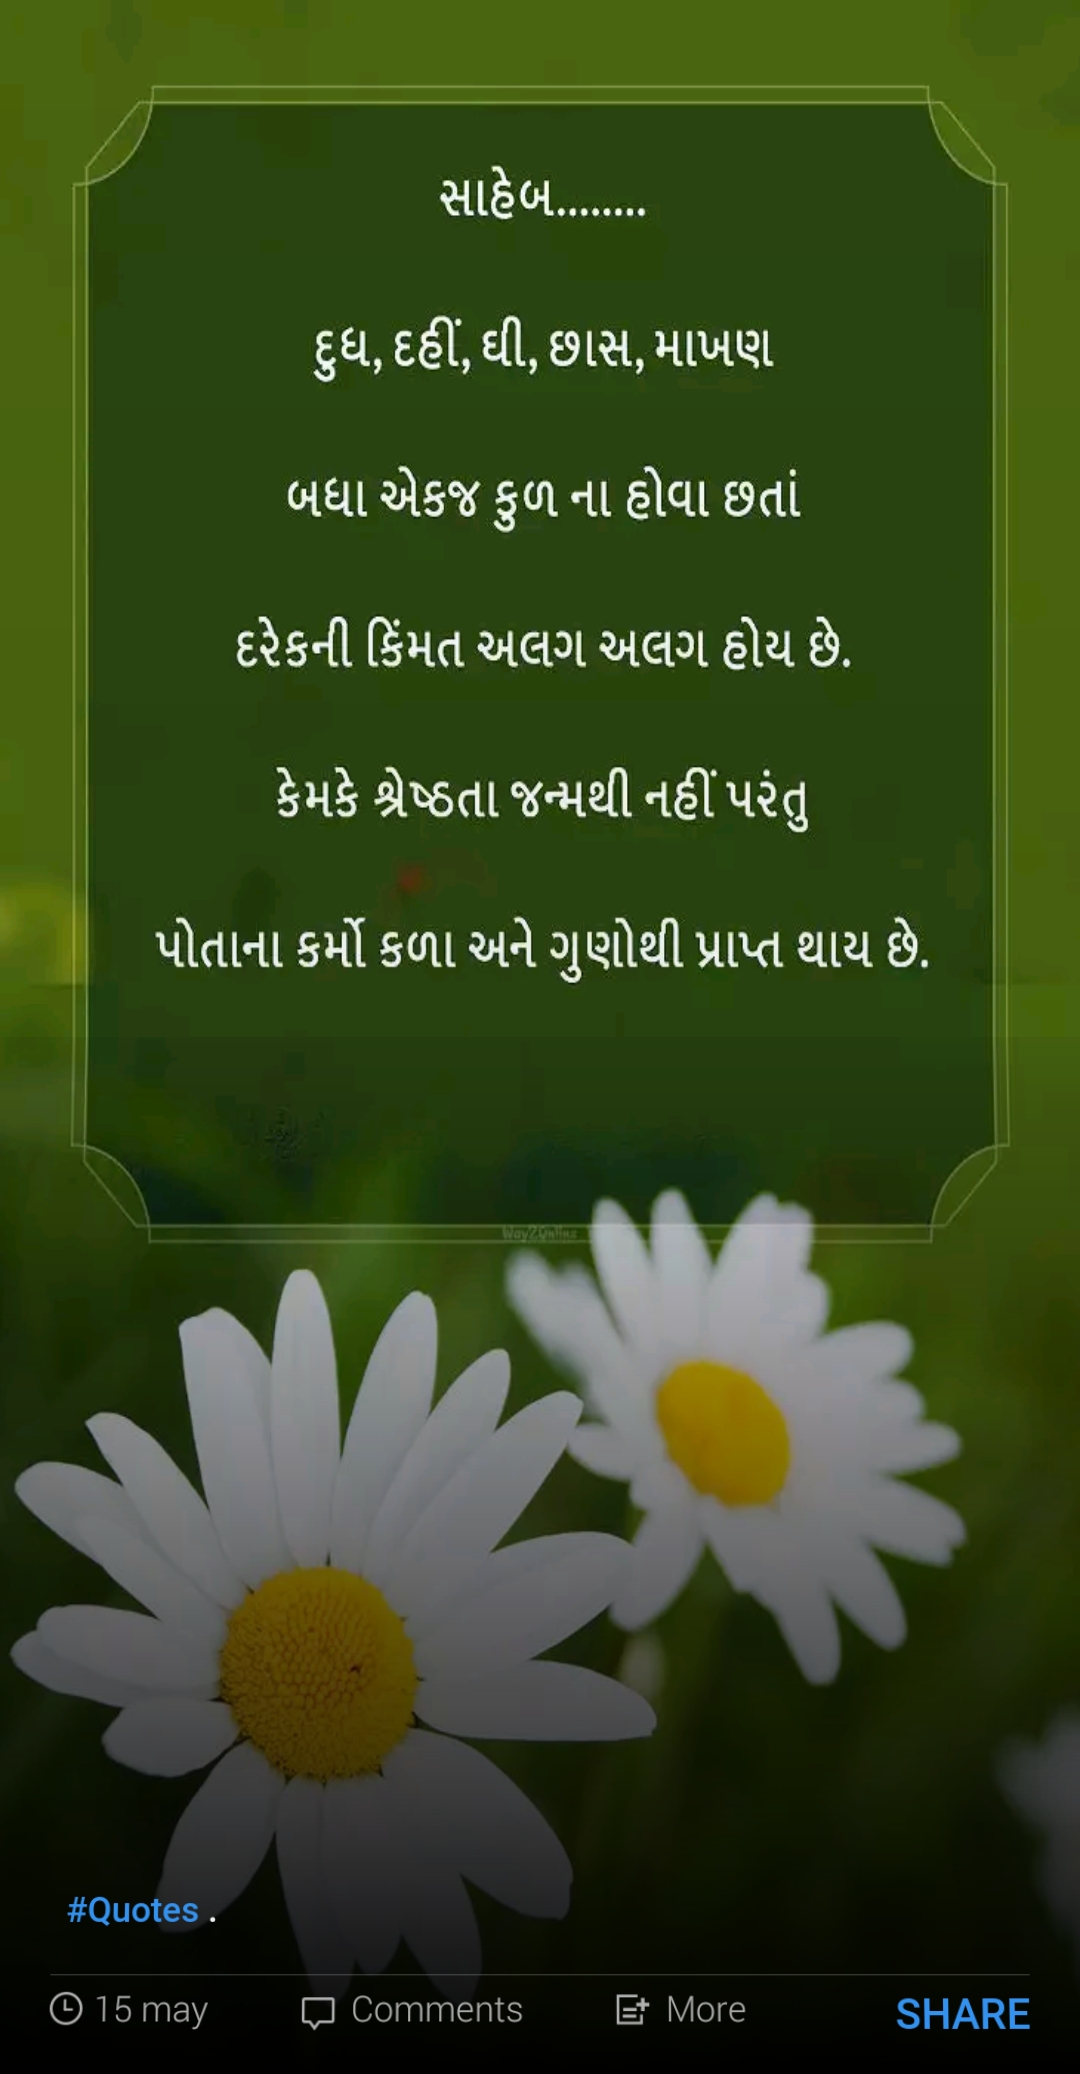 સાહેબ........
દુધ, દહીં, ઘી, છાસ, માખણ
બધા એકજ કુળ ના હોવા છતાં
દરેકની કિંમત અલગ અલગ હોય છે.
કેમકે શ્રેષ્ઠતા જન્મથી નહીં પરંતુ
પોતાના કર્મો કળા અને ગુણોથી પ્રાપ્ત થાય છે.
Way2Online
#Quotes .
15 may Comments More SHARE